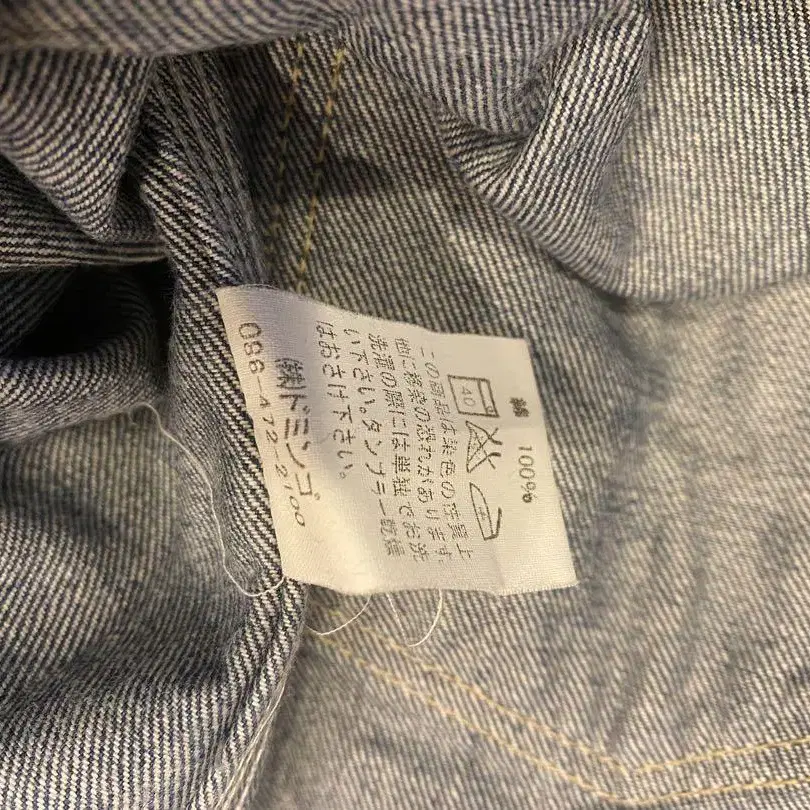 綿 100%
40
この商品は染色の性質上
他に移染の恐れがあります。
洗濯の際には単独でお洗
い下さい。タンブラー乾燥
はおさけ下さい。
㈱ドミンゴ
086-472-2100